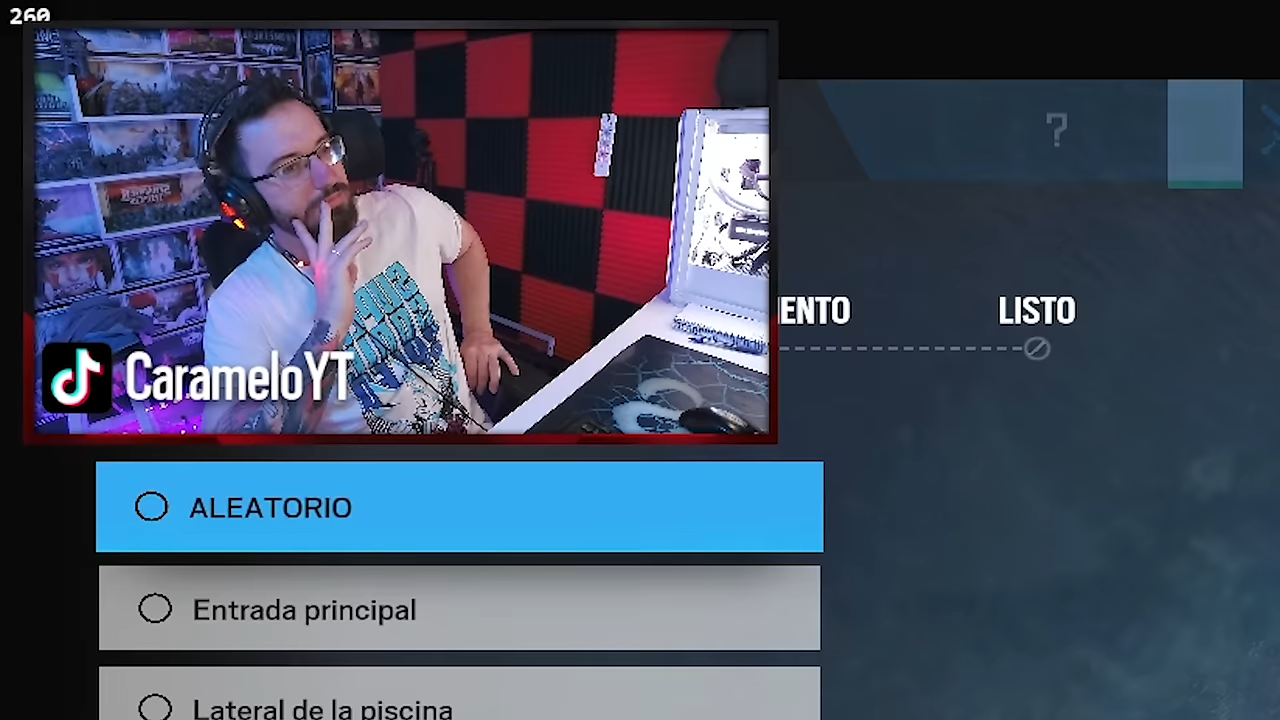 260
ENTO
LISTO
CarameloYT
ALEATORIO
Entrada principal
Lateral de la piscina